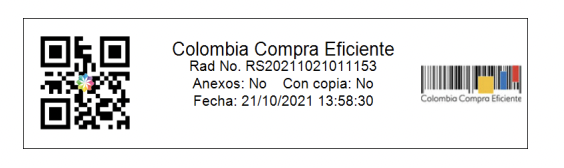 Colombia Compra Eficiente
Rad No. RS20211021011153
Anexos: No Con copia: No
Fecha: 21/10/2021 13:58:30
Colombia Compra Eficiente